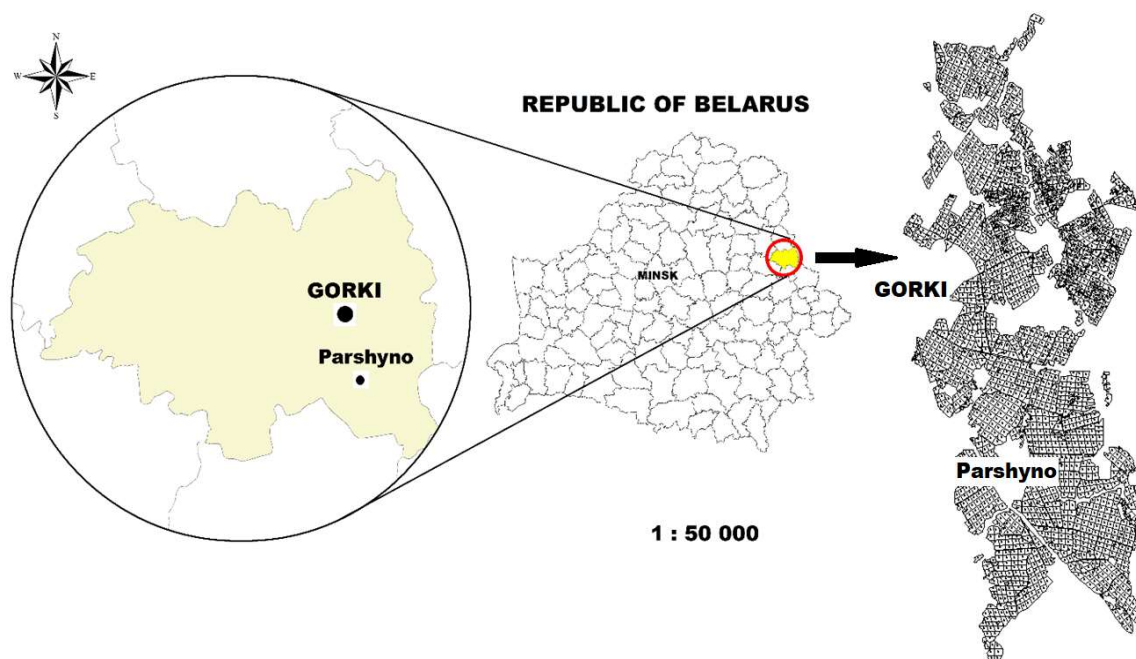 N
W
E
S
REPUBLIC OF BELARUS
MINSK
GORKI
Parshyno
GORKI
Parshyno
1 : 50 000